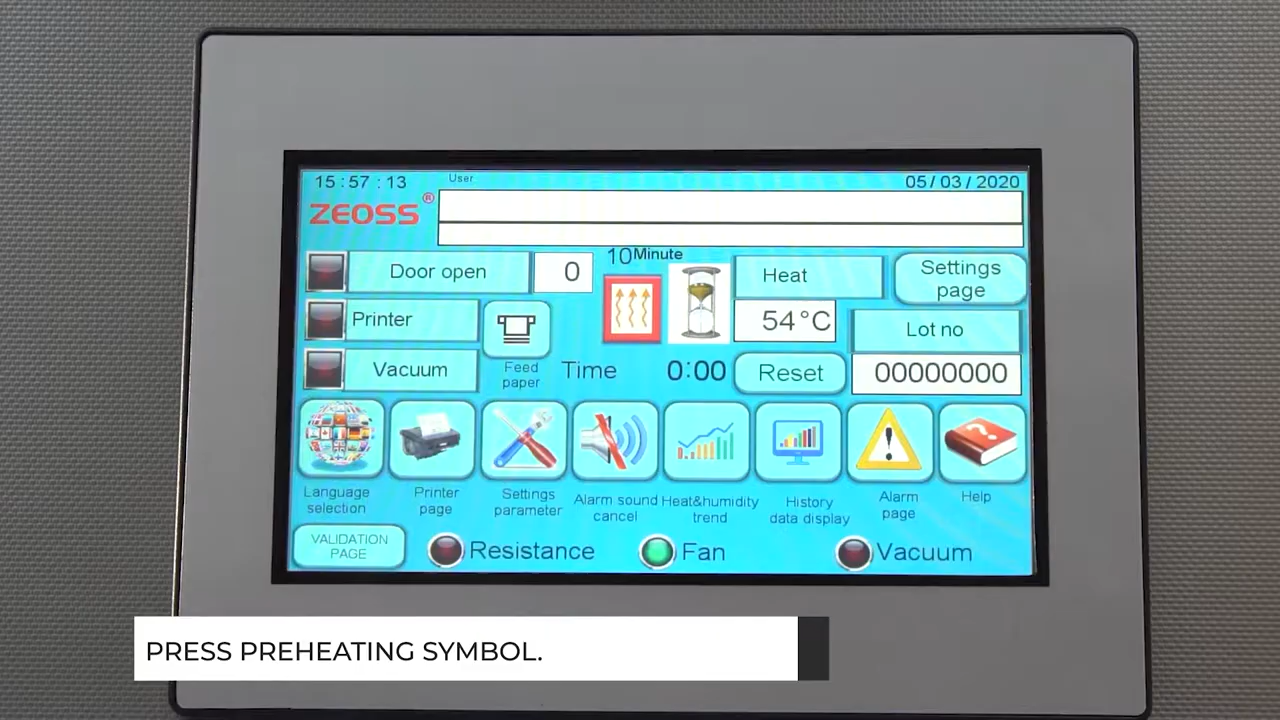 15:57:13
User
05/03/2020
ZEOSS®
10 Minute
Door open
0
Heat
Settings
page
Printer
54°C
Lot no
Vacuum
Feed
paper
Time
0:00
Reset
00000000
Language
selection
Printer
page
Settings
parameter
Alarm sound
cancel
Heat&humidity
trend
History
data display
Alarm
page
Help
VALIDATION
PAGE
Resistance
Fan
Vacuum
PRESS PREHEATING SYMBOL.